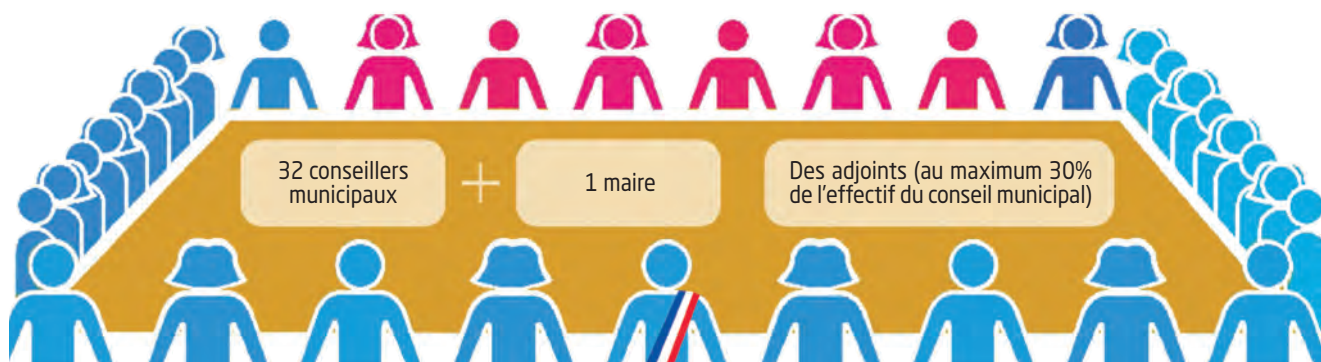 32 conseillers
municipaux
+
1 maire
Des adjoints (au maximum 30%
de l'effectif du conseil municipal)